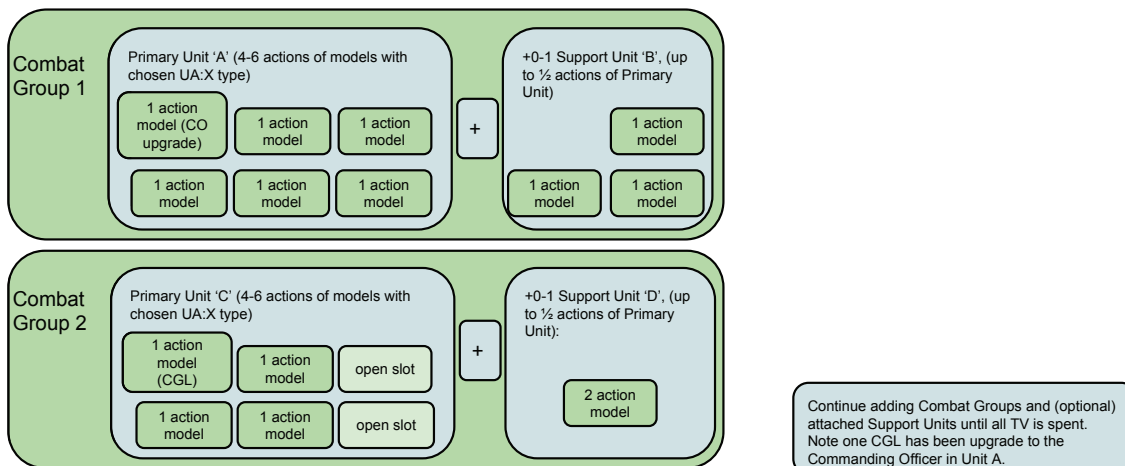 Combat
Group 1
Primary Unit ‘A’ (4-6 actions of models with
chosen UA:X type)
1 action
model (CO
upgrade)
1 action
model
1 action
model
1 action
model
1 action
model
1 action
model
+
+0-1 Support Unit ‘B’, (up
to ½ actions of Primary
Unit)
1 action
model
1 action
model
1 action
model
Combat
Group 2
Primary Unit ‘C’ (4-6 actions of models with
chosen UA:X type)
1 action
model
(CGL)
1 action
model
open slot
1 action
model
1 action
model
open slot
+
+0-1 Support Unit ‘D’, (up
to ½ actions of Primary
Unit):
2 action
model
Continue adding Combat Groups and (optional)
attached Support Units until all TV is spent.
Note one CGL has been upgrade to the
Commanding Officer in Unit A.